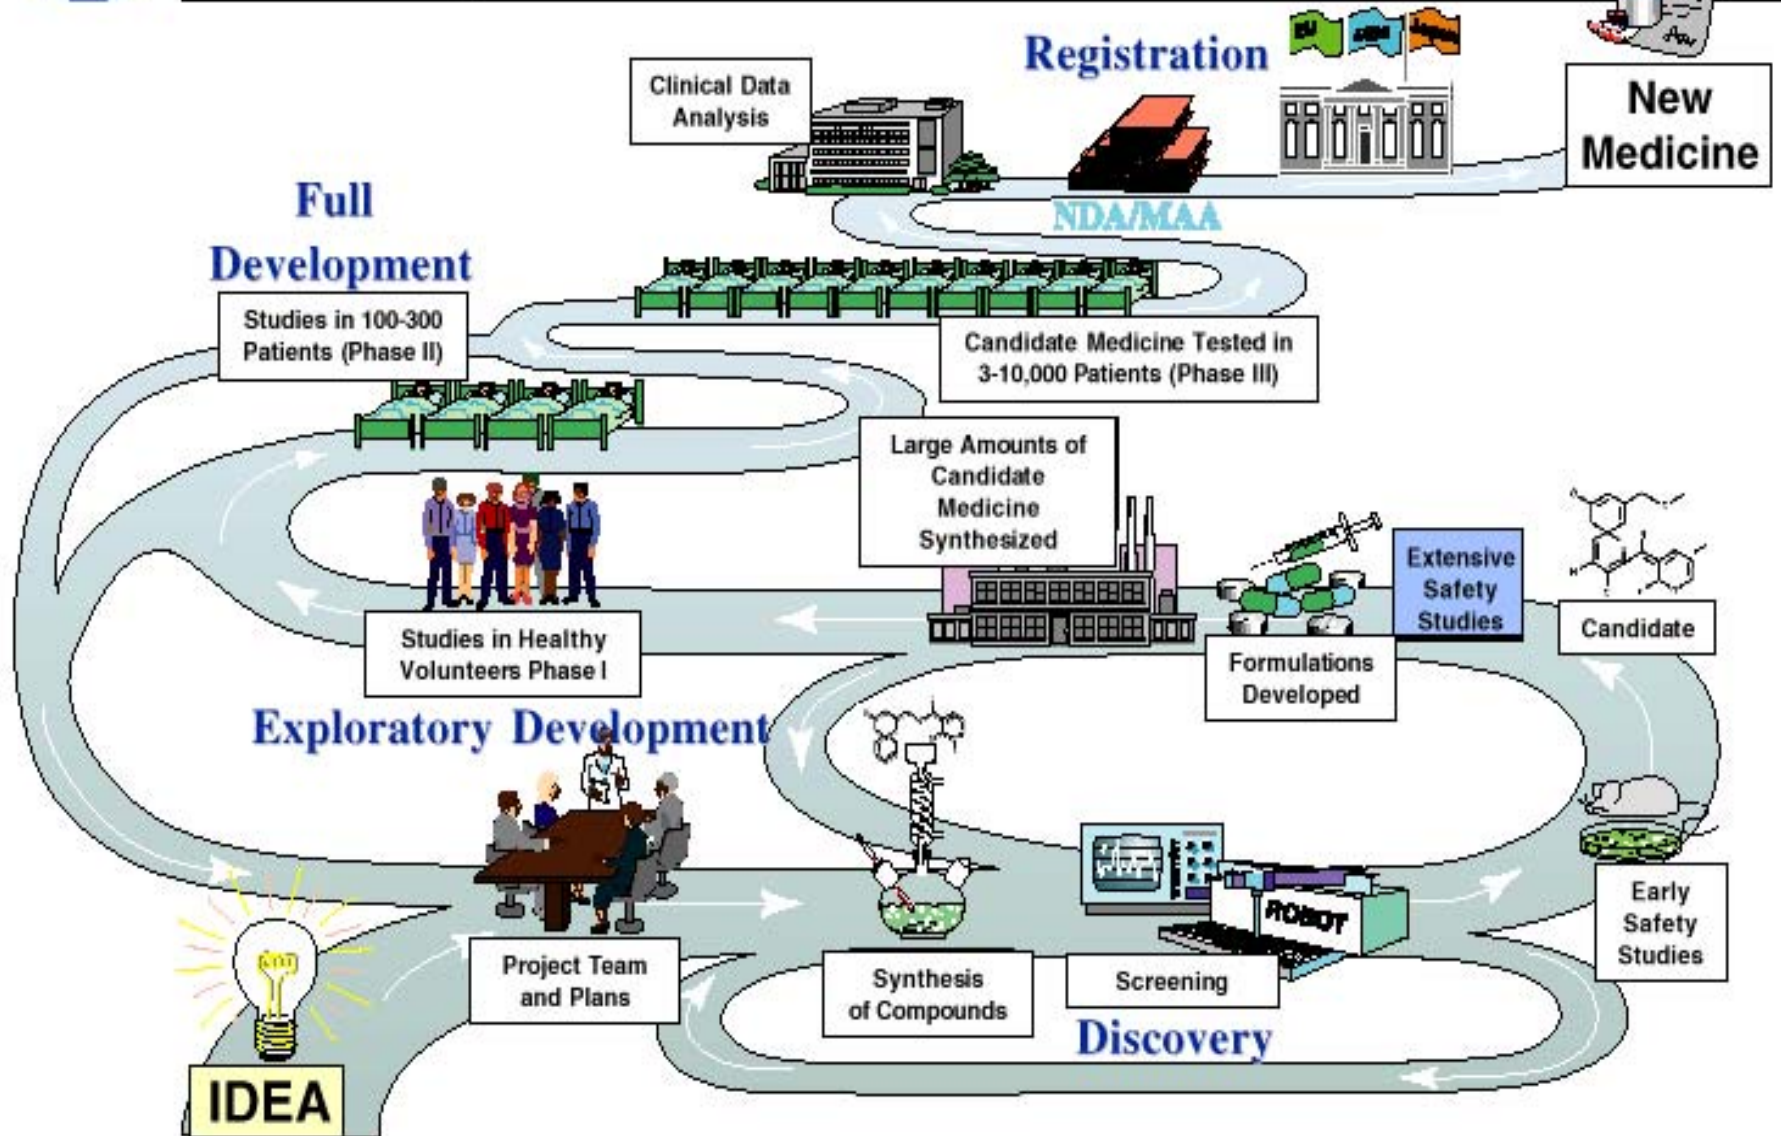 Registration
EU
Japan
Clinical Data
Analysis
New
Medicine
NDA/MAA
Full
Development
Studies in 100-300
Patients (Phase II)
Candidate Medicine Tested in
3-10,000 Patients (Phase III)
Large Amounts of
Candidate
Medicine
Synthesized
Extensive
Safety
Studies
Candidate
Studies in Healthy
Volunteers Phase I
Formulations
Developed
Exploratory Development
ROBOT
Early
Safety
Studies
Project Team
and Plans
Synthesis
of Compounds
Screening
Discovery
IDEA